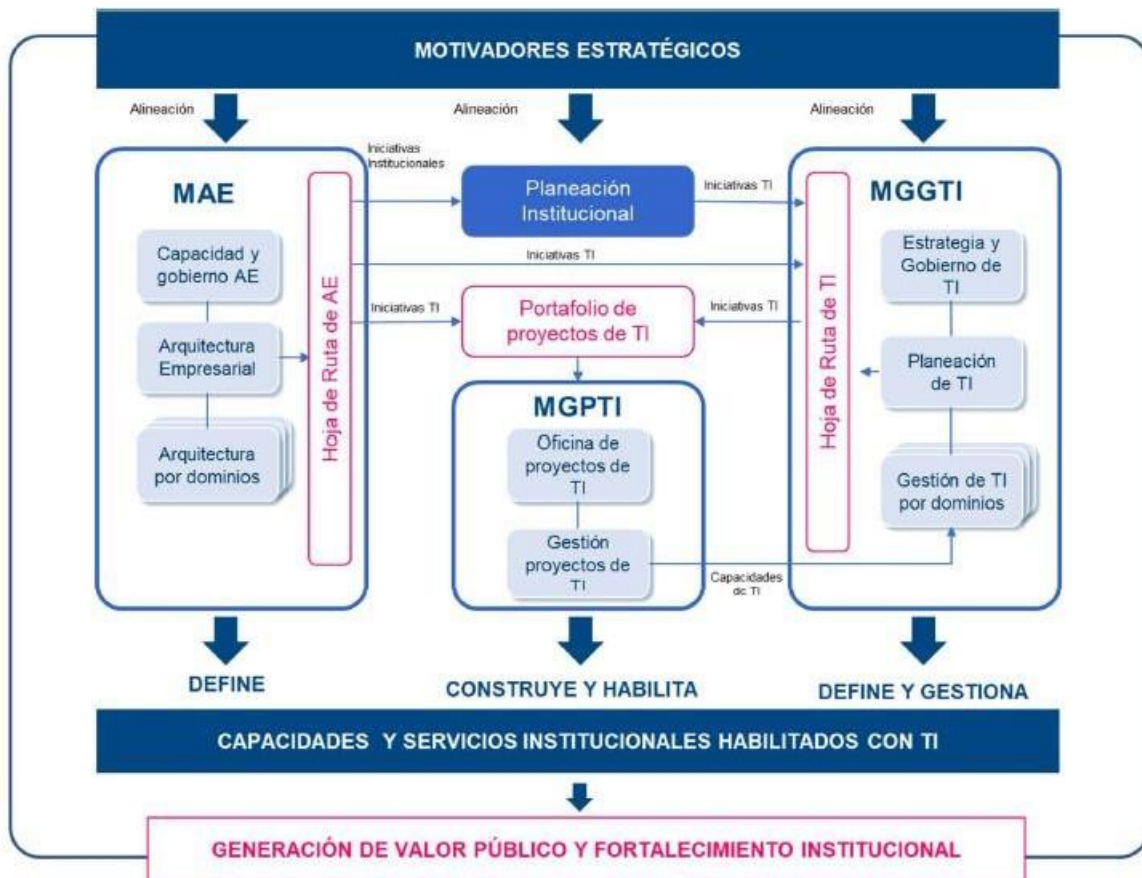 MOTIVADORES ESTRATÉGICOS
Alineación
Alineación
Alineación
MAE
Capacidad y
gobierno AE
Arquitectura
Empresarial
Arquitectura
por dominios
Hoja de Ruta de AE
Iniciativas
Institucionales
Planeación
Institucional
Iniciativas TI
Iniciativas TI
Iniciativas TI
Portafolio de
proyectos de TI
Iniciativas TI
MGPTI
Oficina de
proyectos de
TI
Gestión
proyectos de
TI
Capacidades
de TI
Hoja de Ruta de TI
MGGTI
Estrategia y
Gobierno de
TI
Planeación
de TI
Gestión de TI
por dominios
DEFINE
CONSTRUYE Y HABILITA
DEFINE Y GESTIONA
CAPACIDADES Y SERVICIOS INSTITUCIONALES HABILITADOS CON TI
GENERACIÓN DE VALOR PÚBLICO Y FORTALECIMIENTO INSTITUCIONAL